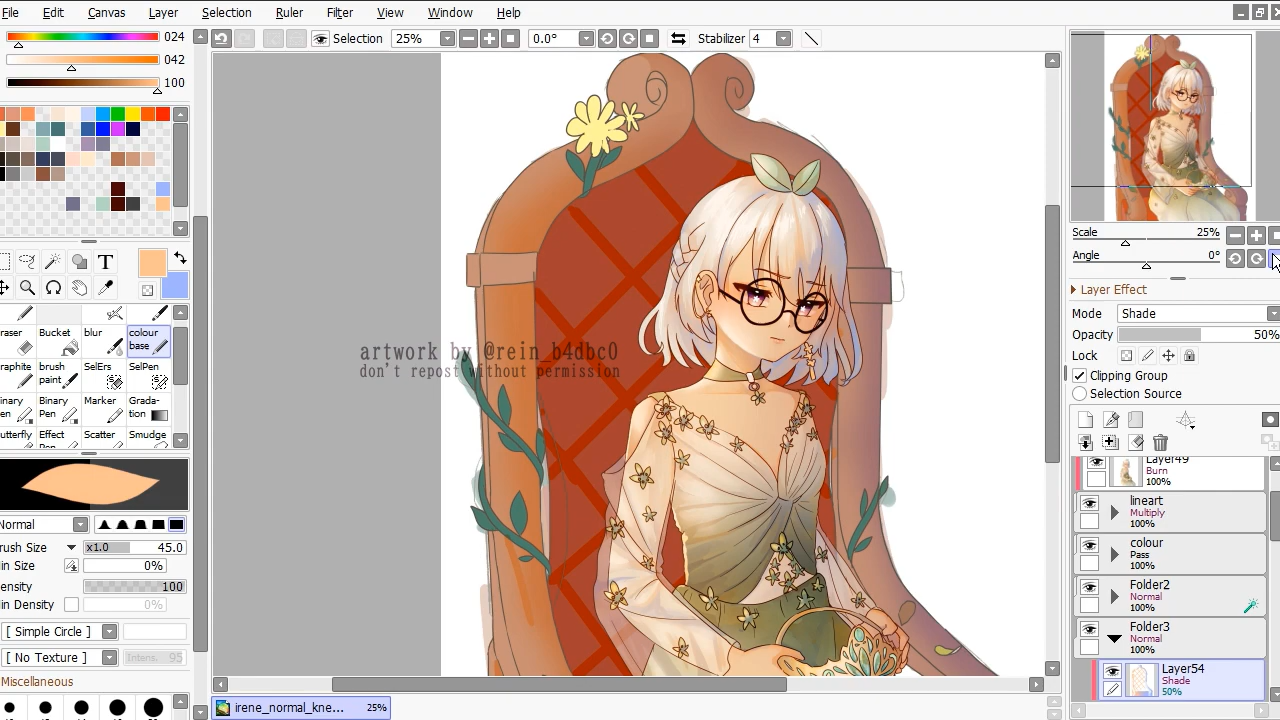 File Edit Canvas Layer Selection Ruler Filter View Window Help
024
042
100
Selection 25% 0.0° Stabilizer 4
T
Bucket blur colour base
brush paint SelErs SelPen
Binary Pen Marker Grada-tion
Effect Scatter Smudge
Normal
x1.0 45.0
0%
100
0%
[ Simple Circle ]
[ No Texture ] Intens. 95
Miscellaneous
artwork by @rein_b4dbc0
don't repost without permission
irene_normal_kne... 25%
Scale 25%
Angle 0°
Layer Effect
Mode Shade
Opacity 50%
Lock
Clipping Group
Selection Source
Layer49
Burn
100%
lineart
Multiply
100%
colour
Pass
100%
Folder2
Normal
100%
Folder3
Normal
100%
Layer54
Shade
50%